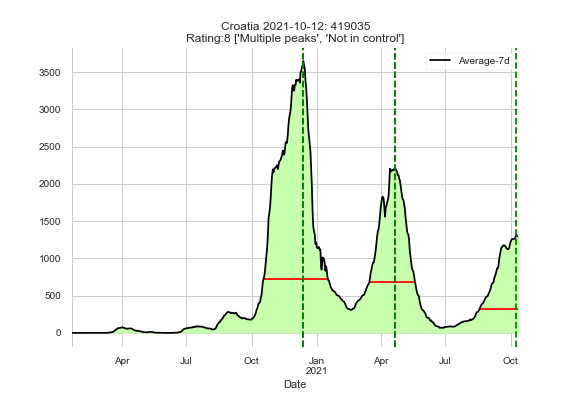 Croatia 2021-10-12: 419035
Rating:8 ['Multiple peaks', 'Not in control']
Average-7d
3500
3000
2500
2000
1500
1000
500
0
Apr Jul Oct Jan Apr Jul Oct
2021
Date